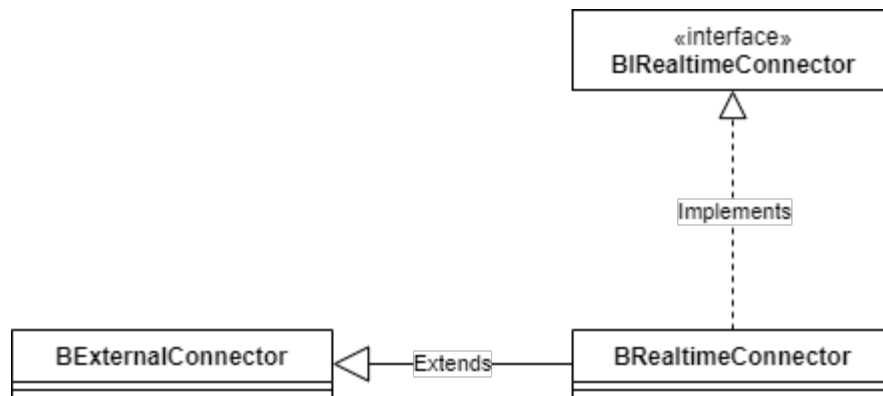 «interface»
BIRealtimeConnector
Implements
BExternalConnector
Extends
BRealtimeConnector